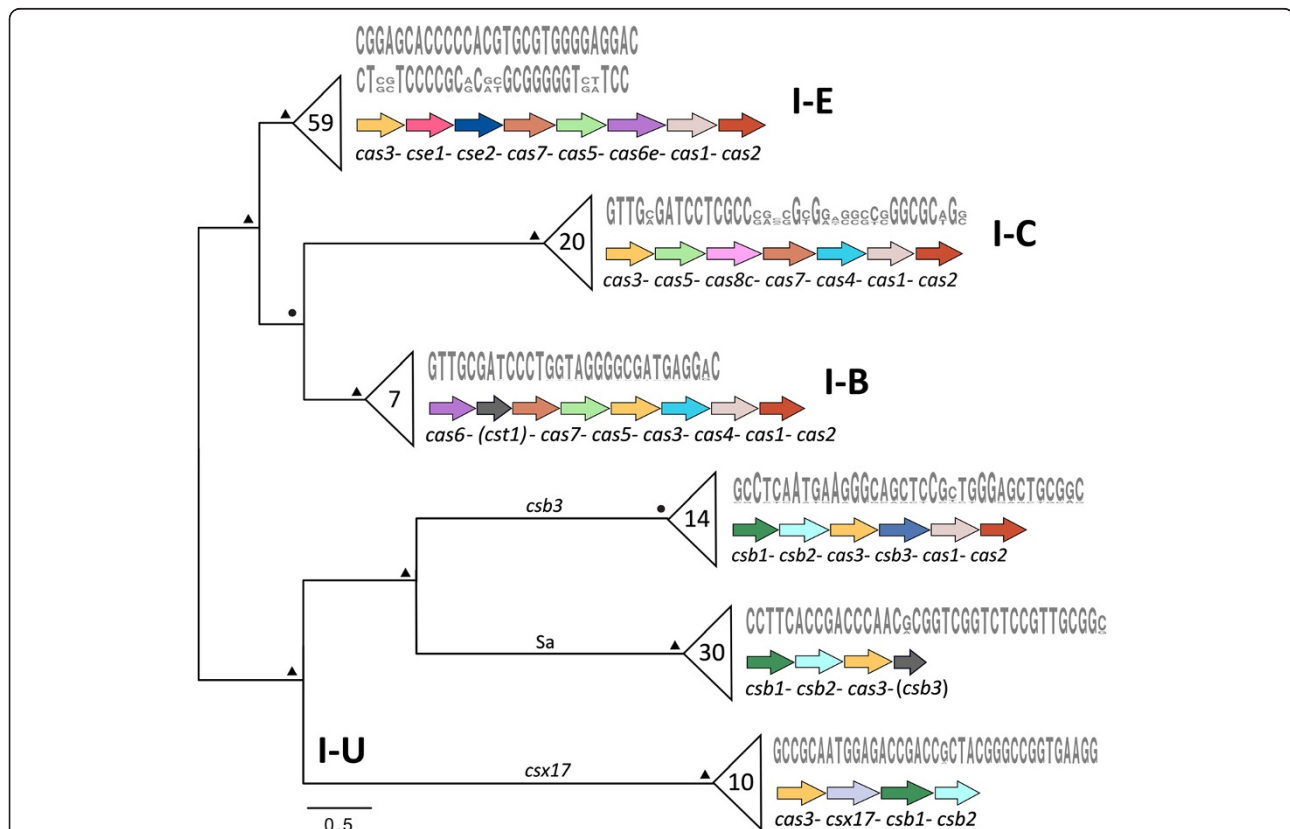 CGGAGCACCCCCACGTGCGTGGGGAGGAC
I-E
59
cas3- cse1- cse2- cas7- cas5- cas6e- cas1- cas2
I-C
20
cas3- cas5- cas8c- cas7- cas4- cas1- cas2
GTTGCGATCCCTGGTAGGGGCGATGAGGAC
I-B
7
cas6- (cst1)- cas7- cas5- cas3- cas4- cas1- cas2
GCCTCAATGAAGGGCAGCTCCGCTGGGAGCTGCGGC
csb3
14
csb1- csb2- cas3- csb3- cas1- cas2
Sa
30
csb1- csb2- cas3-(csb3)
GCCGCAATGGAGACCGACCGCTACGGGCCGGTGAAGG
I-U
csx17
10
cas3- csx17- csb1- csb2
0.5